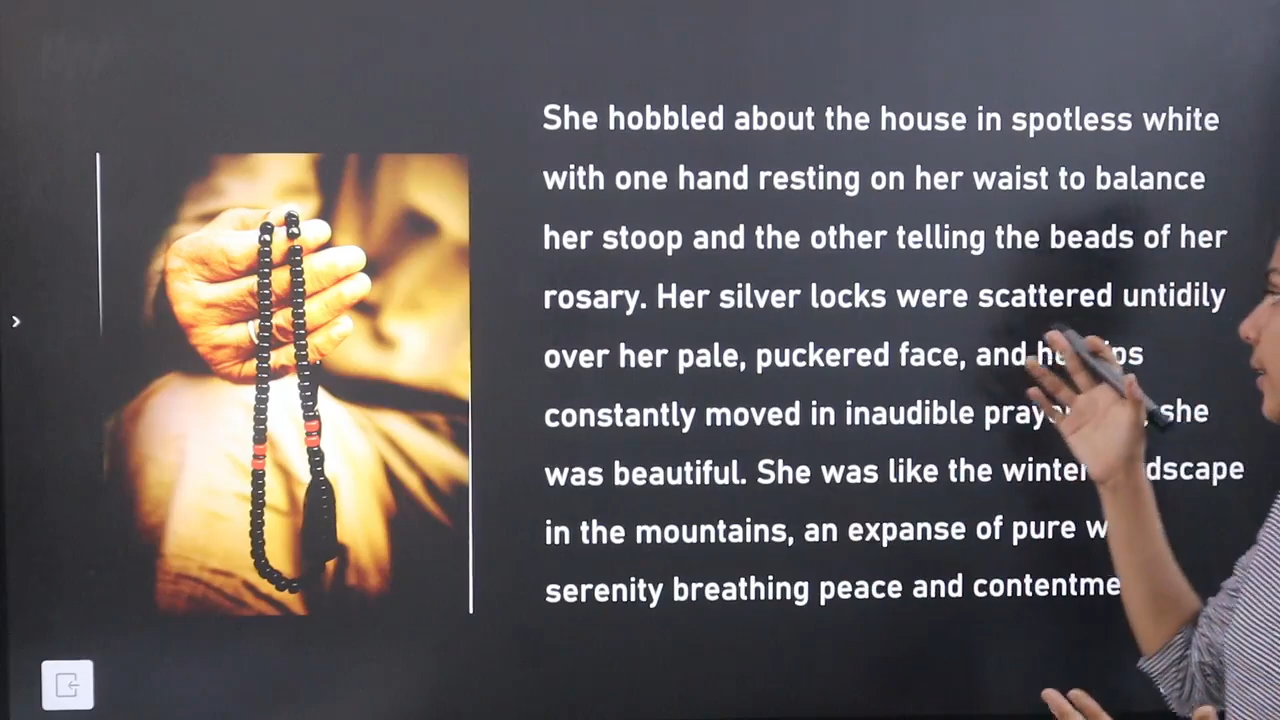 She hobbled about the house in spotless white
with one hand resting on her waist to balance
her stoop and the other telling the beads of her
rosary. Her silver locks were scattered untidily
over her pale, puckered face, and
constantly moved in inaudible she
was beautiful. She was like the winter
in the mountains, an expanse of pure
serenity breathing peace and